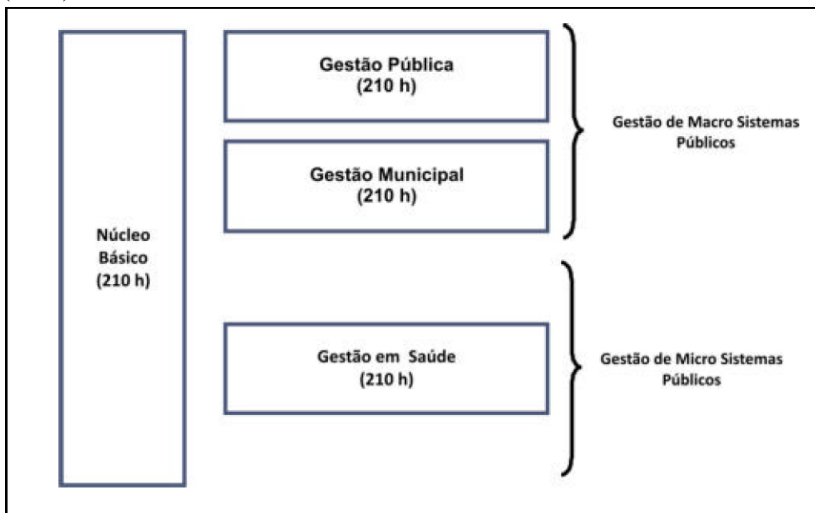 Núcleo
Básico
(210 h)
Gestão Pública
(210 h)
Gestão Municipal
(210 h)
Gestão de Macro Sistemas
Públicos
Gestão em Saúde
(210 h)
Gestão de Micro Sistemas
Públicos